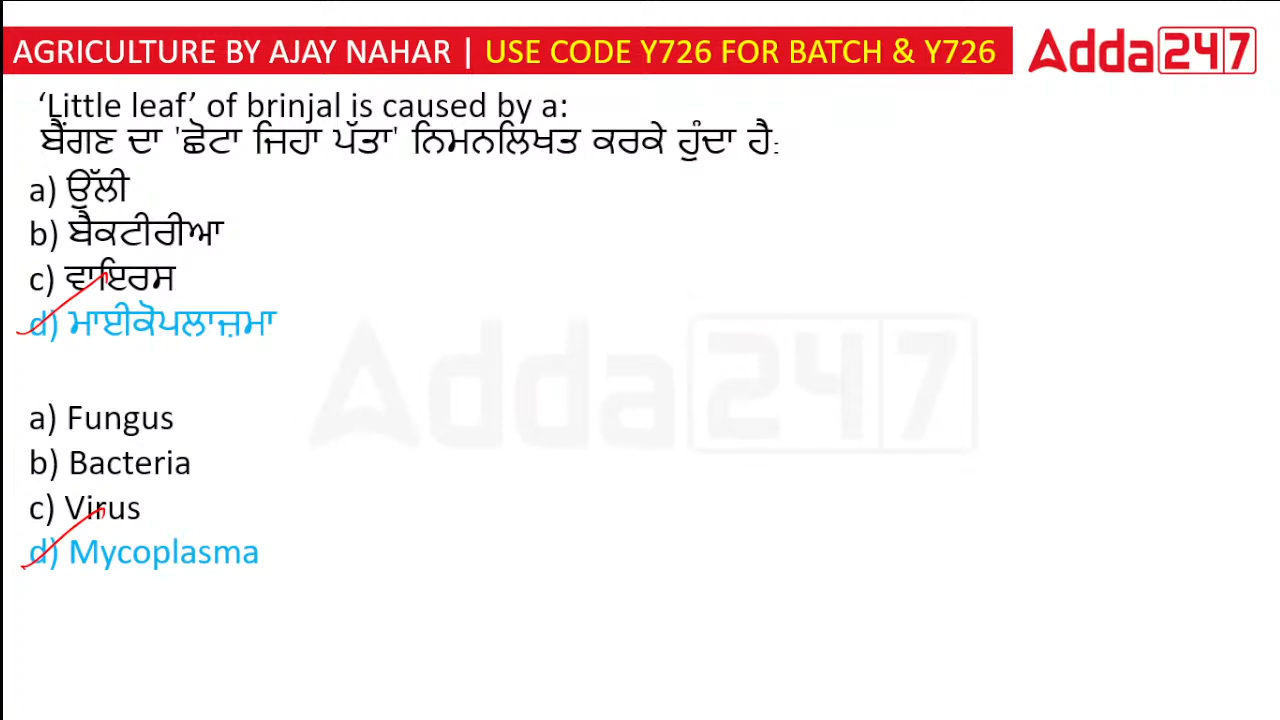 AGRICULTURE BY AJAY NAHAR | USE CODE Y726 FOR BATCH & Y726
Adda247
‘Little leaf’ of brinjal is caused by a:
ਬੈਂਗਣ ਦਾ 'ਛੋਟਾ ਜਿਹਾ ਪੱਤਾ' ਨਿਮਨਲਿਖਤ ਕਰਕੇ ਹੁੰਦਾ ਹੈ:
a) ਉੱਲੀ
b) ਬੈਕਟੀਰੀਆ
c) ਵਾਇਰਸ
d) ਮਾਈਕੋਪਲਾਜ਼ਮਾ
Adda247
a) Fungus
b) Bacteria
c) Virus
d) Mycoplasma